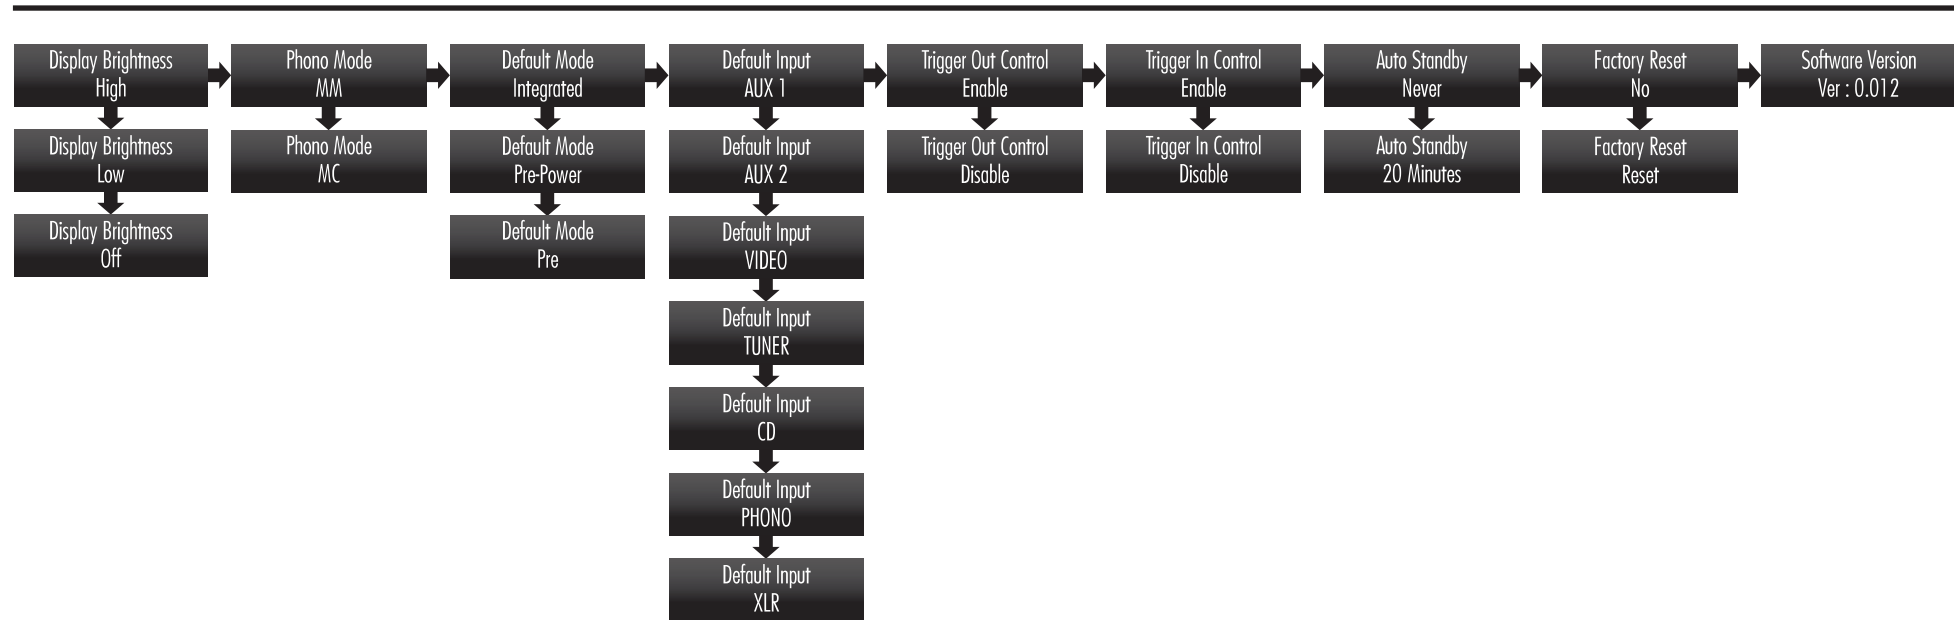 Display Brightness
High
Phono Mode
MM
Default Mode
Integrated
Default Input
AUX 1
Trigger Out Control
Enable
Trigger In Control
Enable
Auto Standby
Never
Factory Reset
No
Software Version
Ver : 0.012
Display Brightness
Low
Phono Mode
MC
Default Mode
Pre-Power
Default Input
AUX 2
Trigger Out Control
Disable
Trigger In Control
Disable
Auto Standby
20 Minutes
Factory Reset
Reset
Display Brightness
Off
Default Mode
Pre
Default Input
VIDEO
Default Input
TUNER
Default Input
CD
Default Input
PHONO
Default Input
XLR